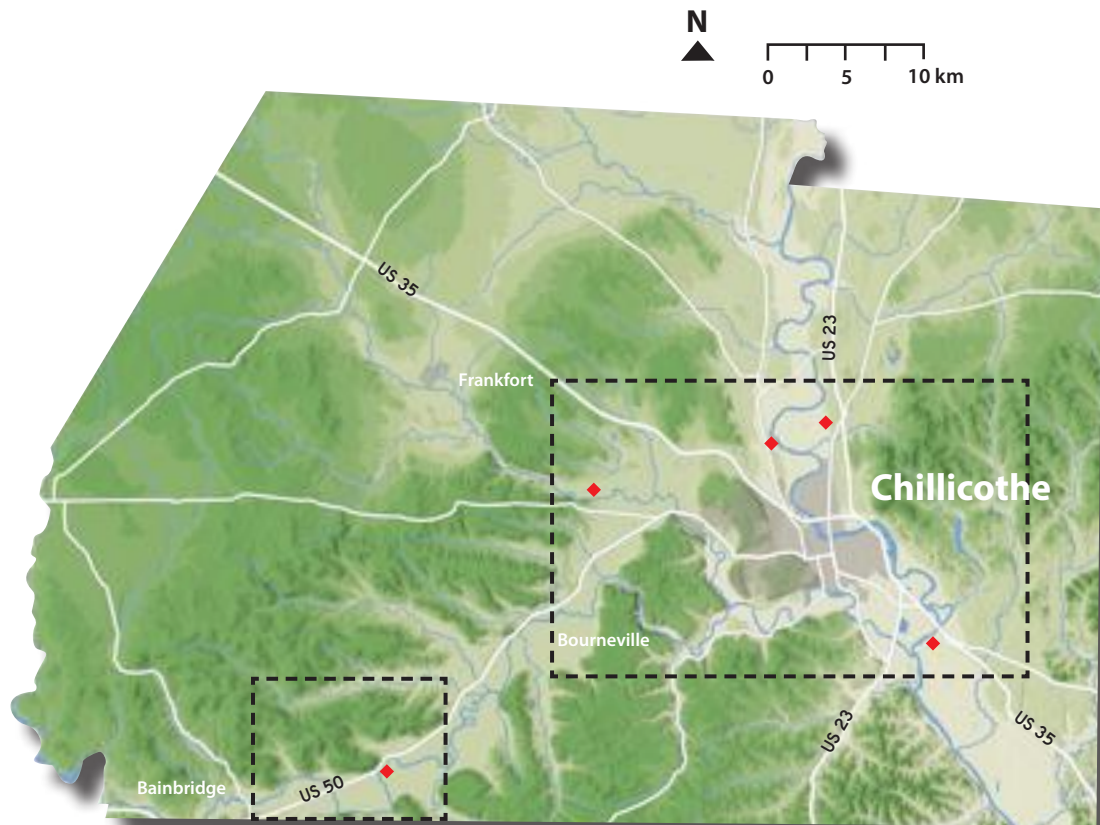 N
0 5 10 km
US 35
US 23
Frankfort
Chillicothe
Bourneville
US 23
US 35
Bainbridge
US 50